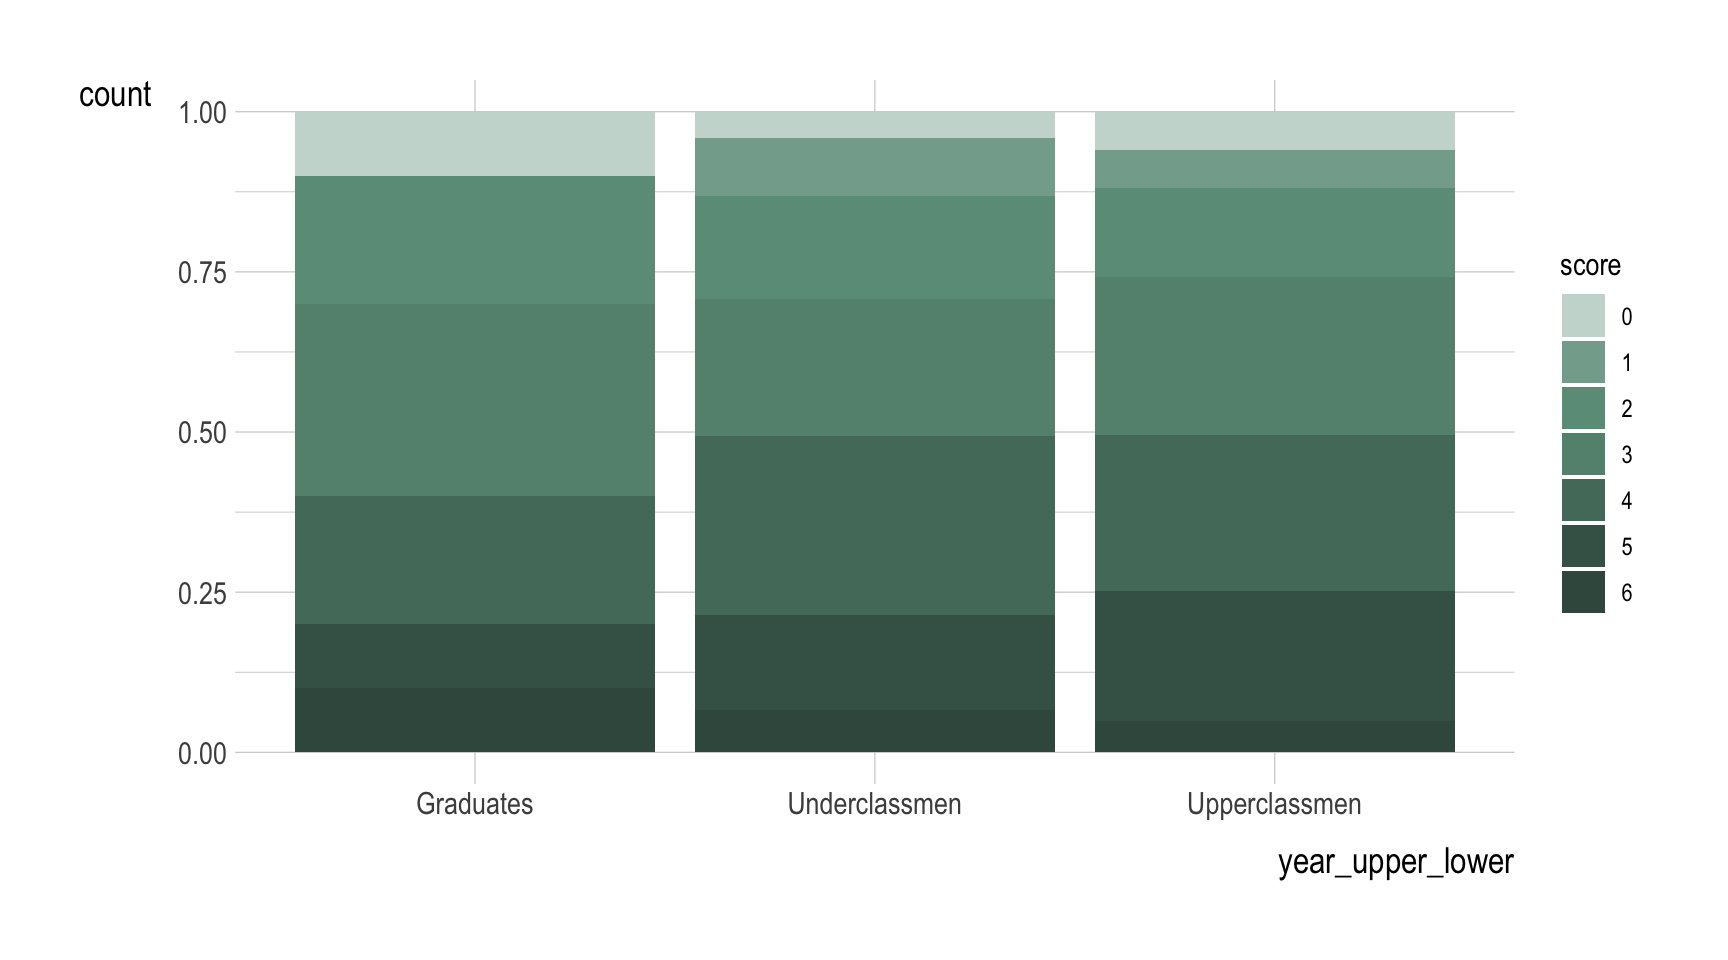 count
1.00
0.75
0.50
0.25
0.00
Graduates
Underclassmen
Upperclassmen
year_upper_lower
score
0
1
2
3
4
5
6